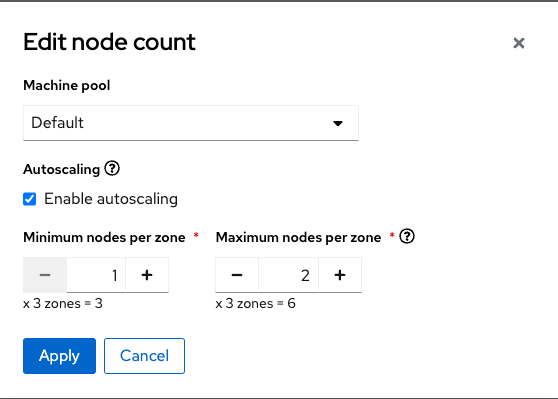 Edit node count
Machine pool
Default
Autoscaling
Enable autoscaling
Minimum nodes per zone * Maximum nodes per zone *
1 2
x 3 zones = 3 x 3 zones = 6
Apply Cancel